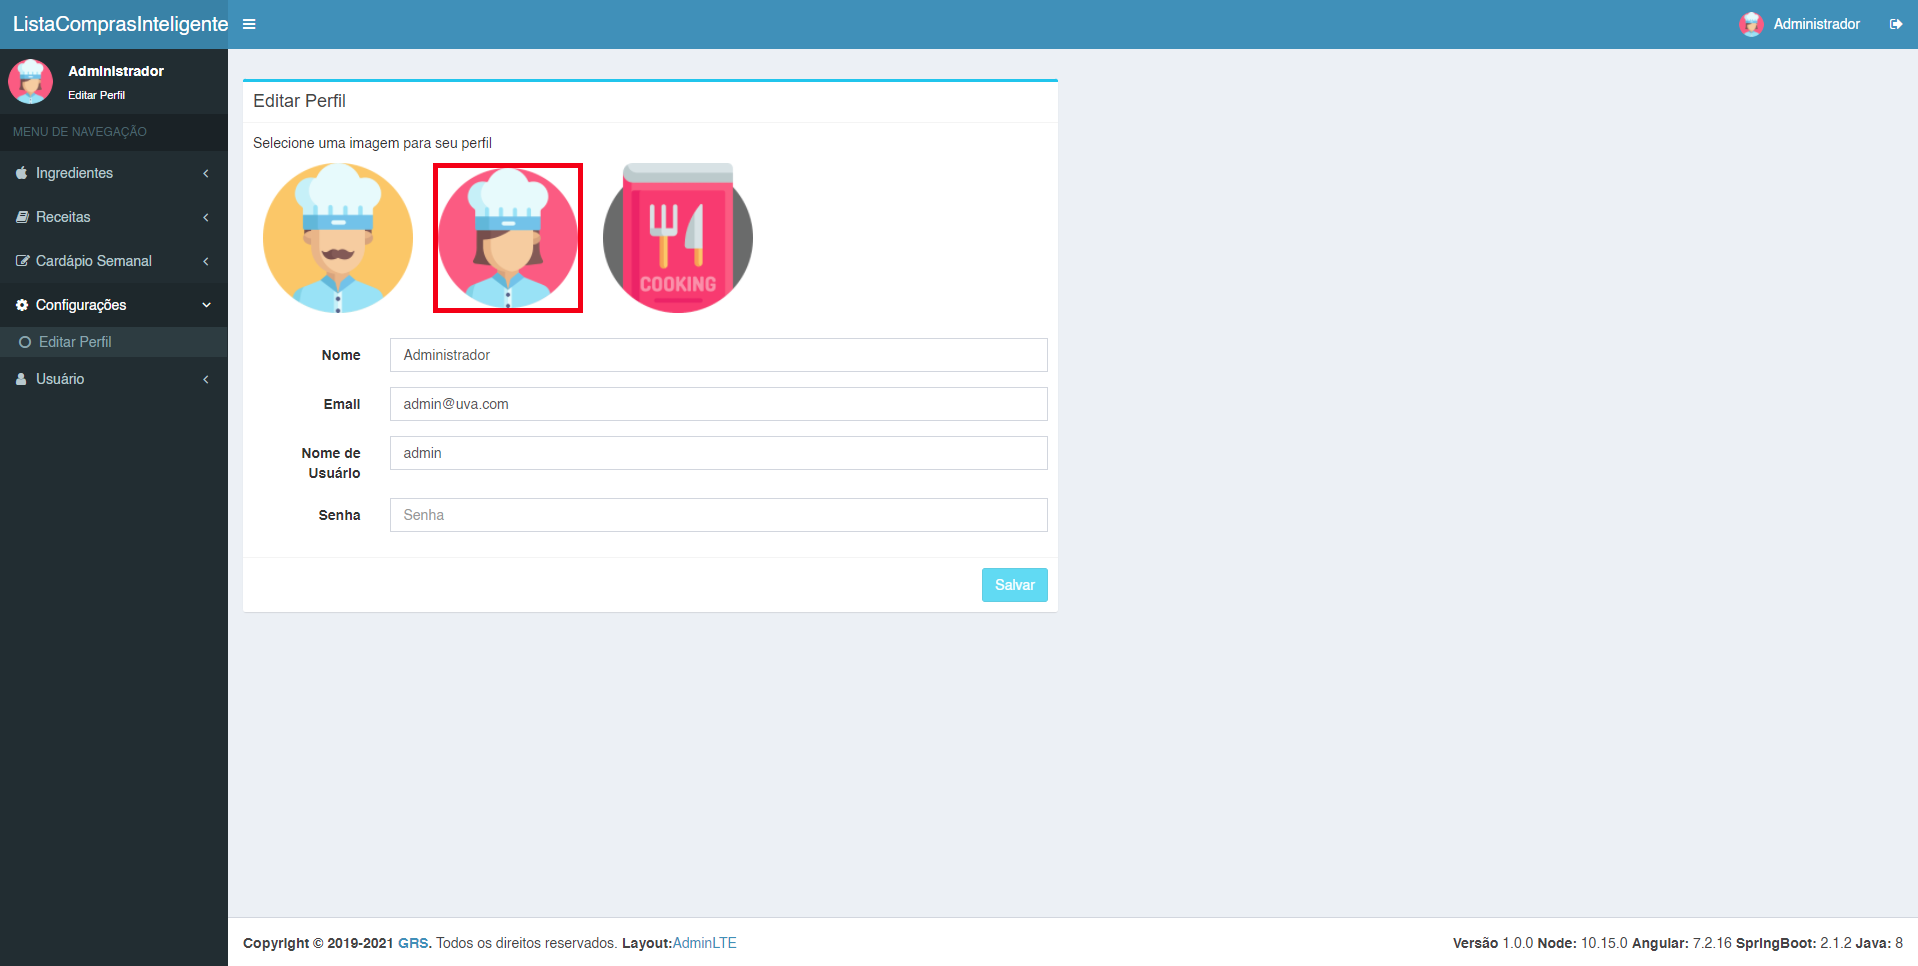 ListaComprasInteligente
Administrador
Administrador
Editar Perfil
MENU DE NAVEGAÇÃO
Ingredientes
Receitas
Cardápio Semanal
Configurações
Editar Perfil
Usuário
Editar Perfil
Selecione uma imagem para seu perfil
COOKING
Nome Administrador
Email admin@uva.com
Nome de Usuário admin
Senha Senha
Salvar
Copyright © 2019-2021 GRS. Todos os direitos reservados. Layout:AdminLTE
Versão 1.0.0 Node: 10.15.0 Angular: 7.2.16 SpringBoot: 2.1.2 Java: 8